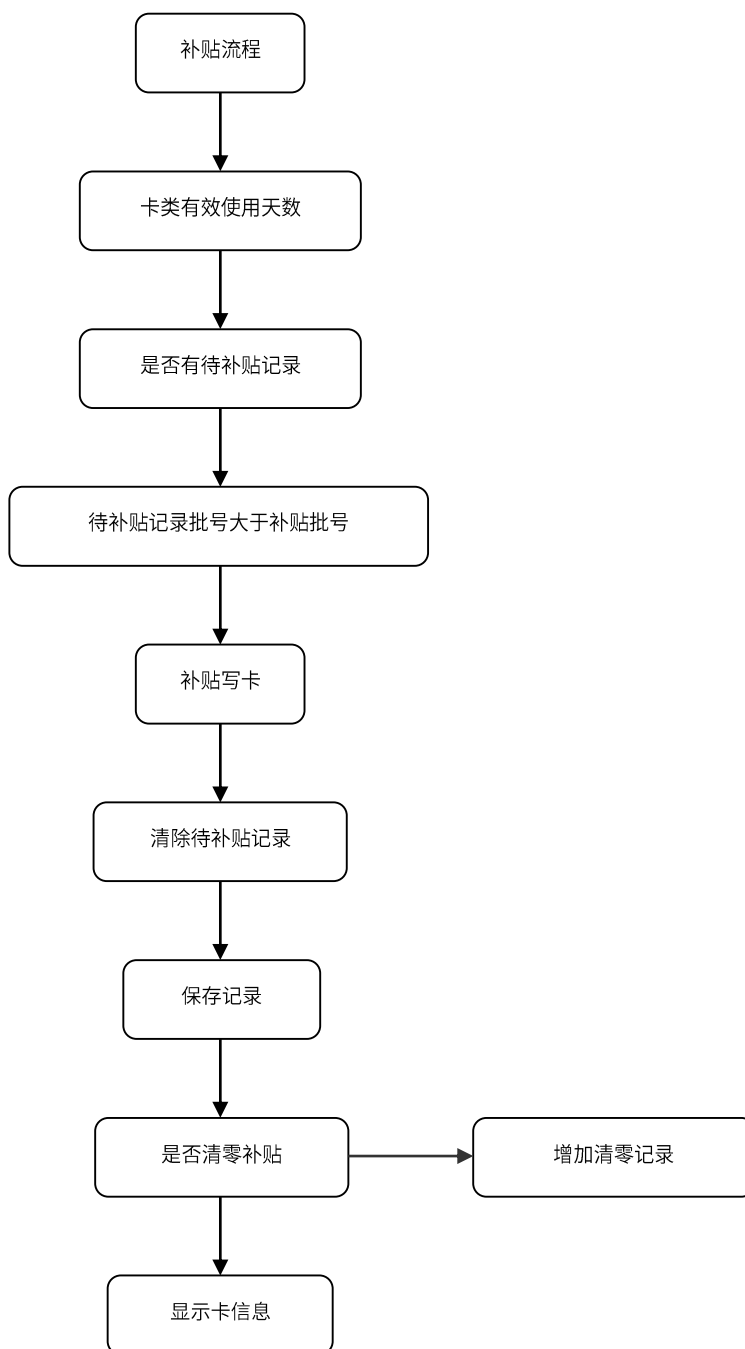 补贴流程
卡类有效使用天数
是否有待补贴记录
待补贴记录批号大于补贴批号
补贴写卡
清除待补贴记录
保存记录
是否清零补贴
增加清零记录
显示卡信息